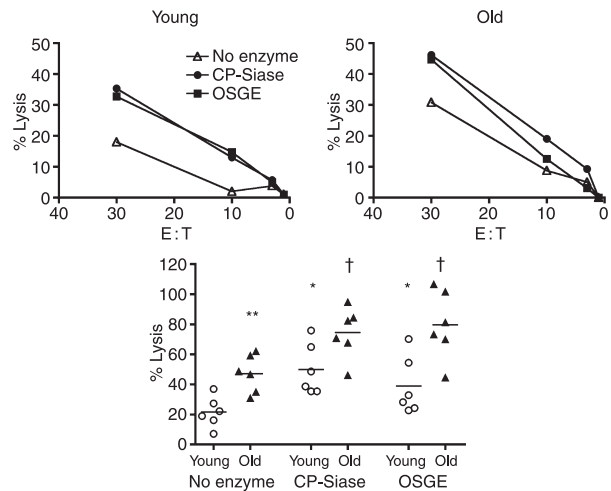 Young
Old
50
40
30
20
10
0
% Lysis
No enzyme
CP-Siase
OSGE
40 30 20 10 0
E:T
50
40
30
20
10
0
% Lysis
40 30 20 10 0
E:T
120
100
80
60
40
20
0
% Lysis
**
*
†
*
†
Young Old Young Old Young Old
No enzyme CP-Siase OSGE